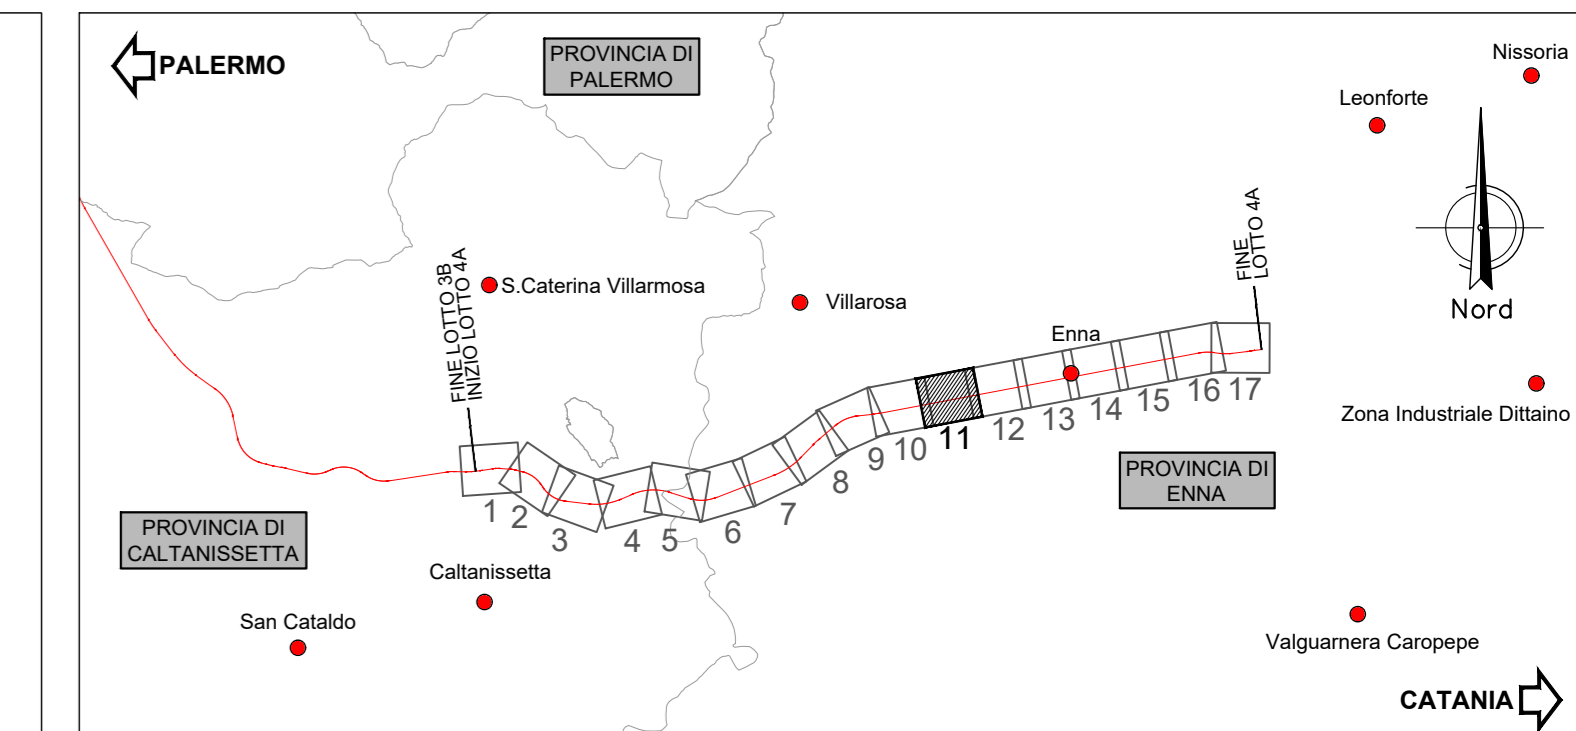 PALERMO
PROVINCIA DI
PALERMO
Nissoria
Leonforte
FINE LOTTO 3B
INIZIO LOTTO 4A
S.Caterina Villarmosa
Villarosa
Enna
FINE
LOTTO 4A
Nord
Zona Industriale Dittaino
1
2
3
4
5
6
7
8
9
10
11
12
13
14
15
16
17
PROVINCIA DI
ENNA
PROVINCIA DI
CALTANISSETTA
Caltanissetta
San Cataldo
Valguarnera Caropepe
CATANIA